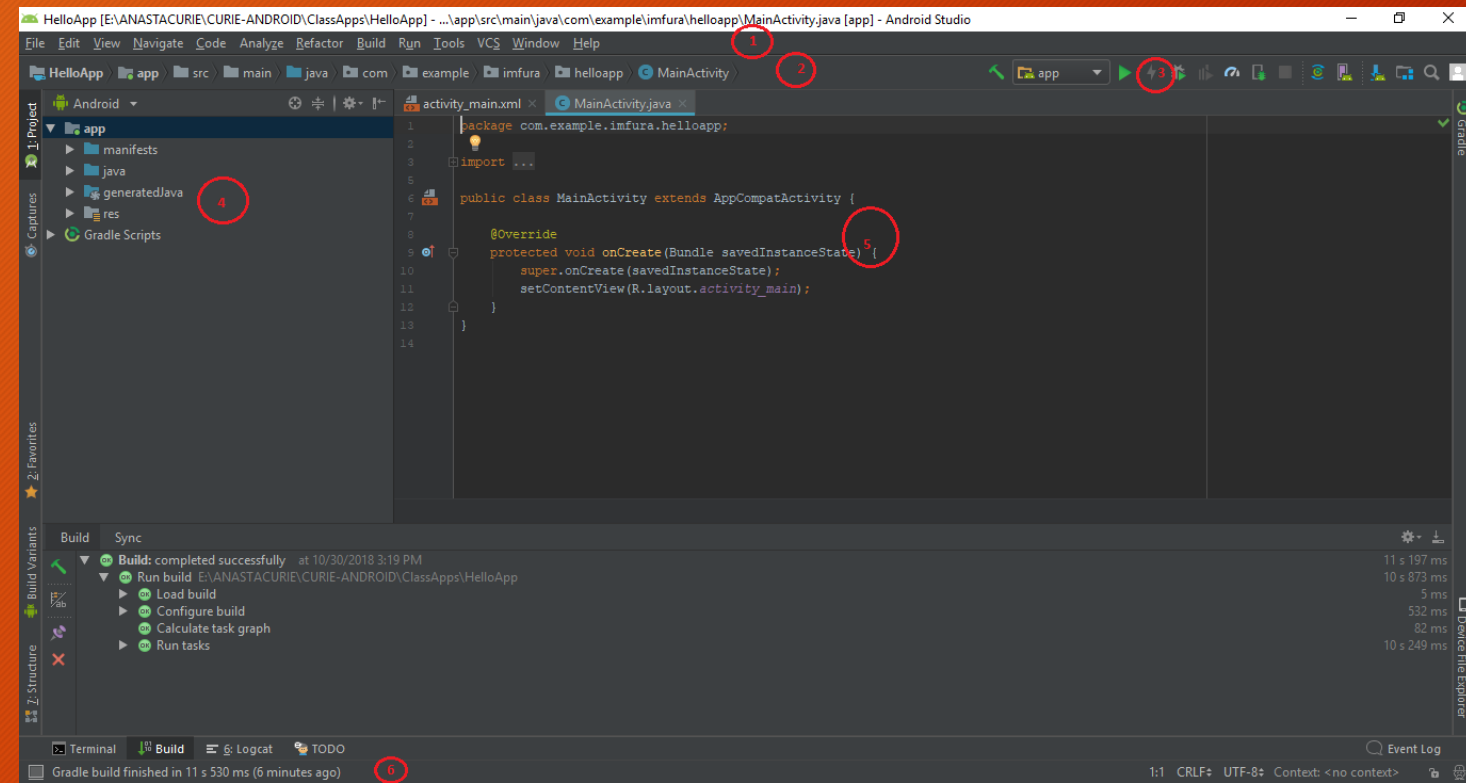 HelloApp [E:\ANASTACURIE\CURIE-ANDROID\ClassApps\HelloApp] - ...\app\src\main\java\com\example\imfura\helloapp\MainActivity.java [app] - Android Studio
File Edit View Navigate Code Analyze Refactor Build Run Tools VCS Window Help 1
HelloApp app src main java com example imfura helloapp MainActivity 2 app 3
1: Project
Captures
2: Favorites
Build Variants
7: Structure
Android
app
manifests
java
generatedJava
res
Gradle Scripts
4
activity_main.xml MainActivity.java
1 package com.example.imfura.helloapp;
2
3 import ...
5
6 public class MainActivity extends AppCompatActivity {
7
8 @Override
9 protected void onCreate(Bundle savedInstanceState) {
10 super.onCreate(savedInstanceState);
11 setContentView(R.layout.activity_main);
12 }
13 }
14
5
Gradle
Device File Explorer
Build Sync
Build: completed successfully at 10/30/2018 3:19 PM 11 s 197 ms
Run build E:\ANASTACURIE\CURIE-ANDROID\ClassApps\HelloApp 10 s 873 ms
Load build 5 ms
Configure build 532 ms
Calculate task graph 82 ms
Run tasks 10 s 249 ms
Terminal Build 6: Logcat TODO Event Log
Gradle build finished in 11 s 530 ms (6 minutes ago) 6 1:1 CRLF UTF-8 Context: <no context>